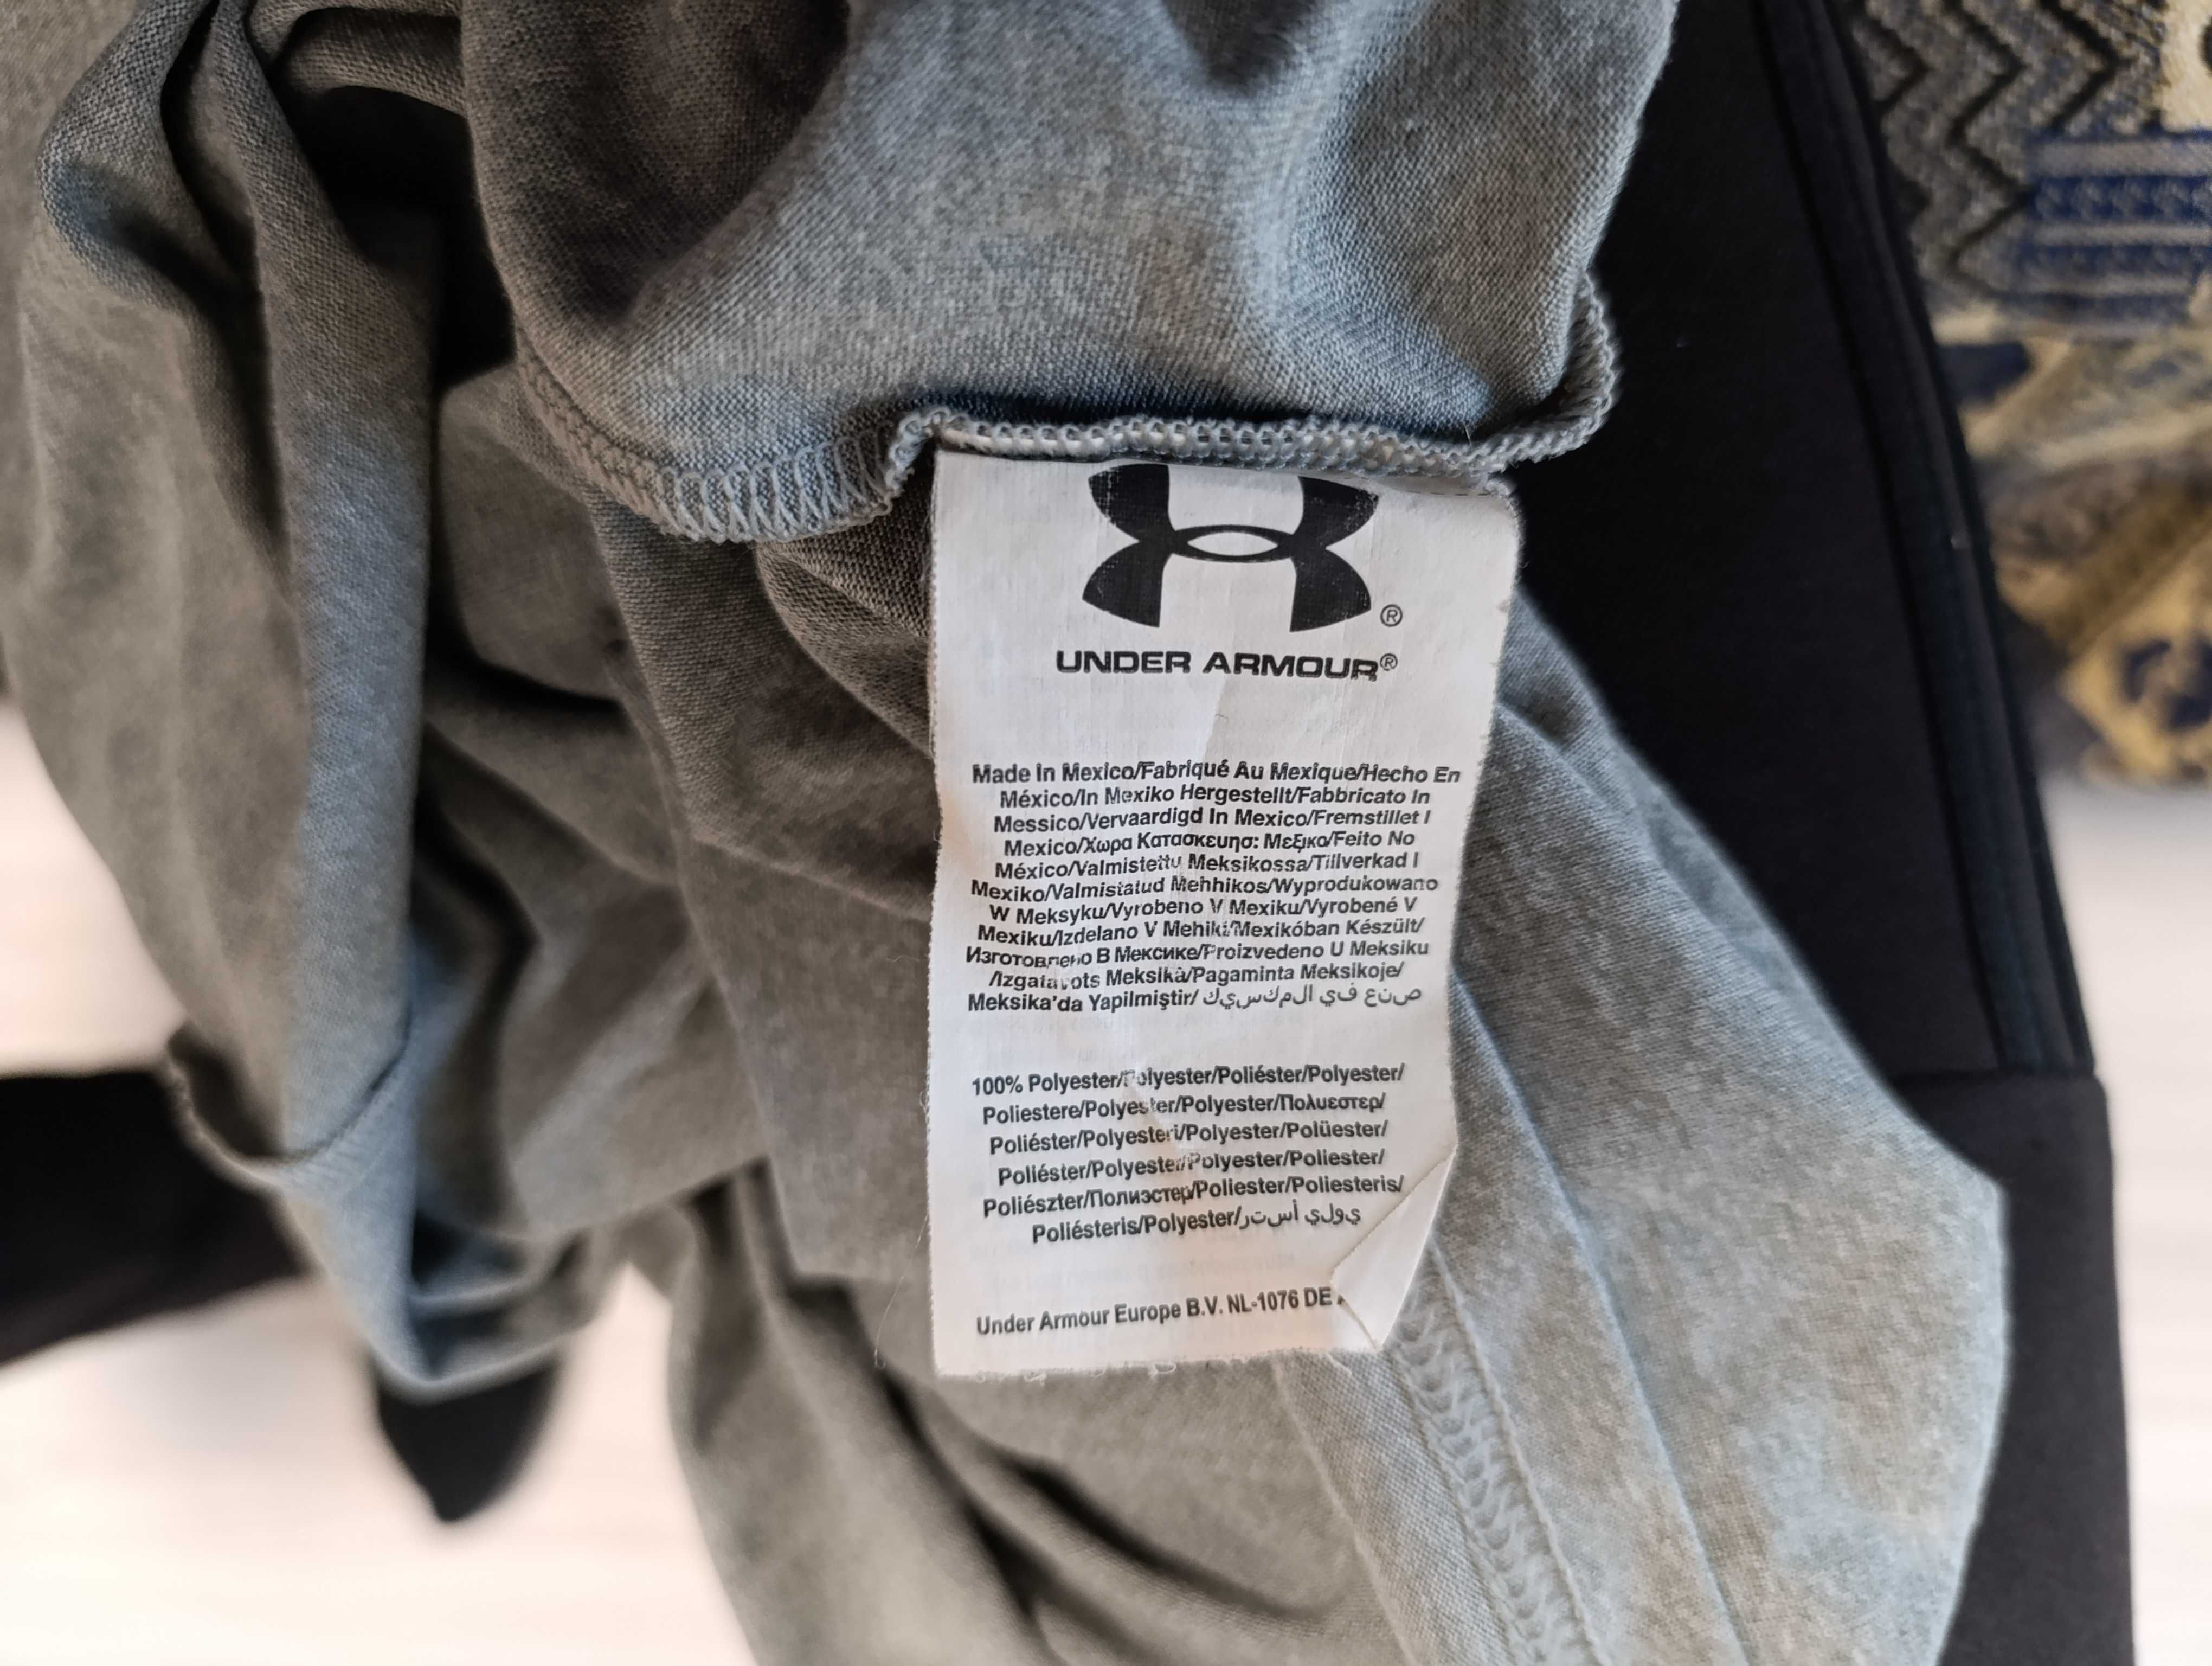 ®
UNDER ARMOUR®
Made In Mexico/Fabriqué Au Mexique/Hecho En
México/In Mexiko Hergestellt/Fabbricato In
Messico/Vervaardigd In Mexico/Fremstillet I
Mexico/Χωρα Κατασκευησ: Μεξικο/Feito No
México/Valmistettu Meksikossa/Tillverkad I
Mexiko/Valmistatud Mehhikos/Wyprodukowano
W Meksyku/Vyrobeno V Mexiku/Vyrobené V
Mexiku/Izdelano V Mehiki/Mexikóban Készült/
Изготовлено В Мексике/Proizvedeno U Meksiku
/Izgatavots Meksikā/Pagaminta Meksikoje/
Meksika'da Yapilmiştir/ صنع في المكسيك
100% Polyester/Polyester/Poliéster/Polyester/
Poliestere/Polyester/Polyester/Πολυεστερ/
Poliéster/Polyesteri/Polyester/Polüester/
Poliéster/Polyester/Polyester/Poliester/
Poliészter/Полиэстер/Poliester/Poliesteris/
Poliésteris/Polyester/يولي أستر
Under Armour Europe B.V. NL-1076 DE